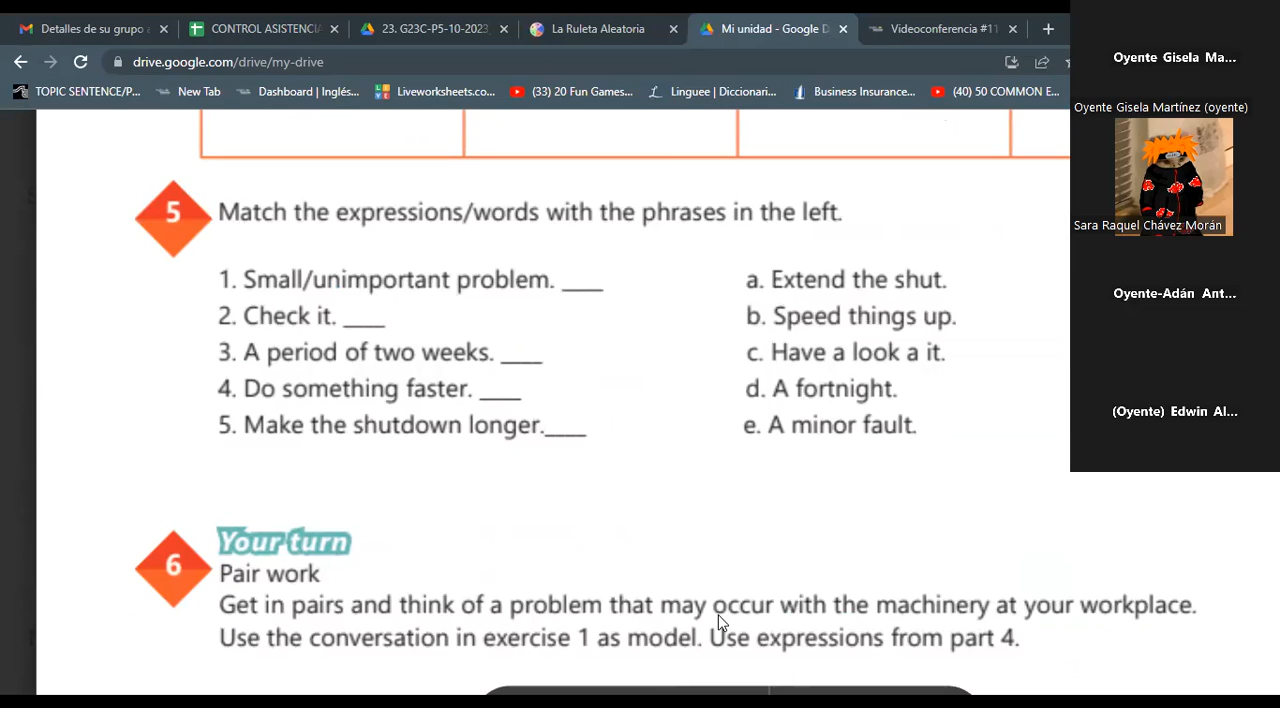 Detalles de su grupo
CONTROL ASISTENCI
23. G23C-P5-10-2023
La Ruleta Aleatoria
Mi unidad - Google D
Videoconferencia #11
drive.google.com/drive/my-drive
TOPIC SENTENCE/P...
New Tab
Dashboard | Inglés...
Liveworksheets.co...
(33) 20 Fun Games...
Linguee | Diccionari...
Business Insurance...
(40) 50 COMMON E...
Oyente Gisela Ma...
Oyente Gisela Martínez (oyente)
Sara Raquel Chávez Morán
Oyente-Adán Ant...
(Oyente) Edwin Al...
5 Match the expressions/words with the phrases in the left.
1. Small/unimportant problem. ____
2. Check it. ____
3. A period of two weeks. ____
4. Do something faster. ____
5. Make the shutdown longer.____
a. Extend the shut.
b. Speed things up.
c. Have a look a it.
d. A fortnight.
e. A minor fault.
6 Your turn
Pair work
Get in pairs and think of a problem that may occur with the machinery at your workplace.
Use the conversation in exercise 1 as model. Use expressions from part 4.